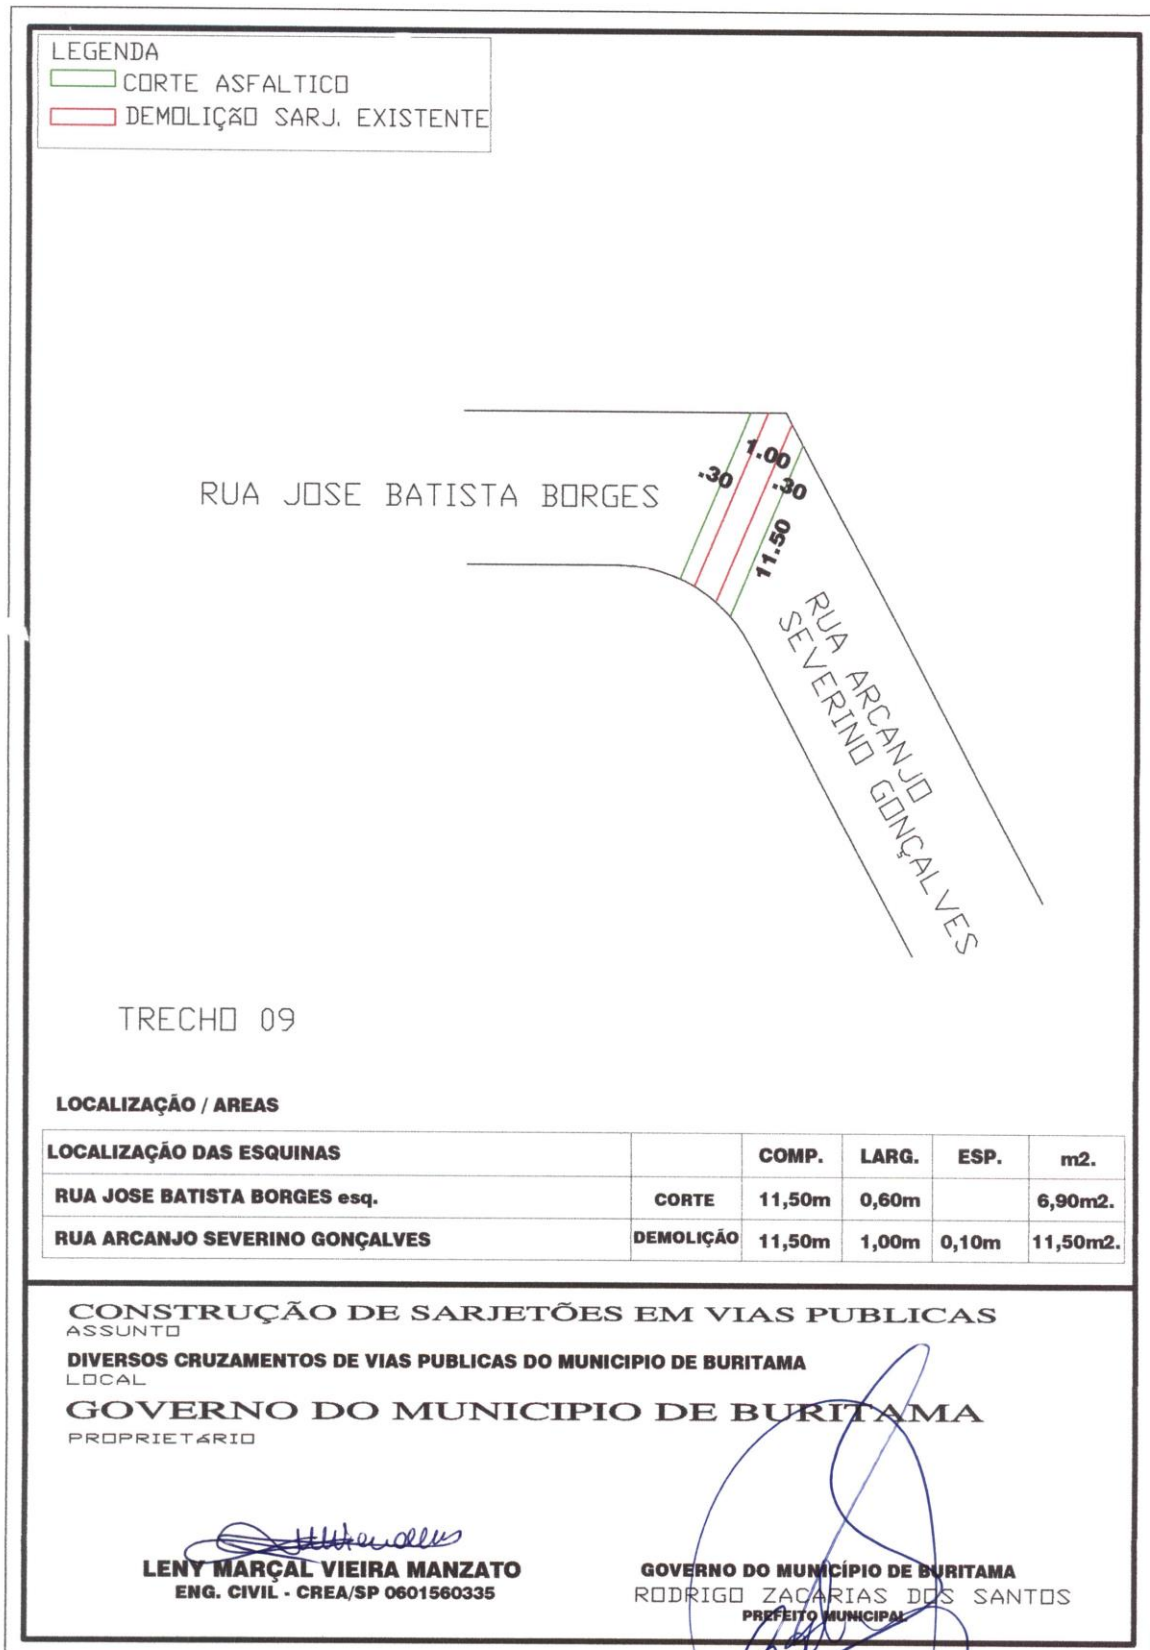 LEGENDA
CORTE ASFALTICO
DEMOLIÇÃO SARJ. EXISTENTE
RUA JOSE BATISTA BORGES
.30
1.00
.30
11.50
RUA ARCANJO
SEVERINO GONÇALVES
TRECHO 09
LOCALIZAÇÃO / AREAS
LOCALIZAÇÃO DAS ESQUINAS COMP. LARG. ESP. m2.
RUA JOSE BATISTA BORGES esq. CORTE 11,50m 0,60m 6,90m2.
RUA ARCANJO SEVERINO GONÇALVES DEMOLIÇÃO 11,50m 1,00m 0,10m 11,50m2.
CONSTRUÇÃO DE SARJETÕES EM VIAS PUBLICAS
ASSUNTO
DIVERSOS CRUZAMENTOS DE VIAS PUBLICAS DO MUNICIPIO DE BURITAMA
LOCAL
GOVERNO DO MUNICIPIO DE BURITAMA
PROPRIETÁRIO
LENY MARÇAL VIEIRA MANZATO
ENG. CIVIL - CREA/SP 0601560335
GOVERNO DO MUNICÍPIO DE BURITAMA
RODRIGO ZACARIAS DOS SANTOS
PREFEITO MUNICIPAL